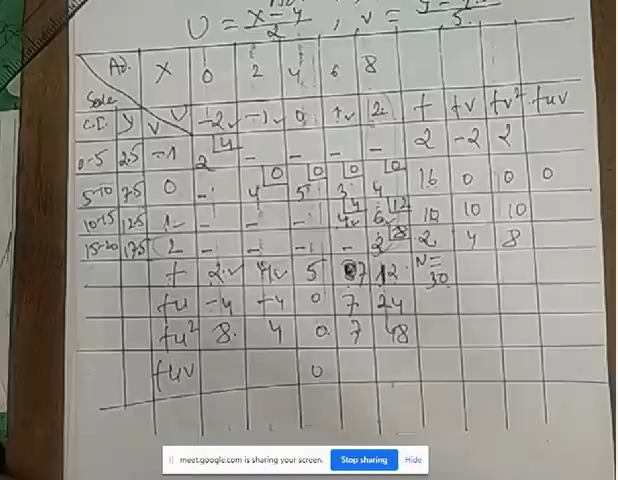 U = x-4/2 , v = y-7.5/5
Ad. X 0 2 4 6 8
Sale
C.I. y v U -2 -1 0 1 2 f fv fv² fuv
0-5 2.5 -1 2 4 - - - - 2 -2 2
5-10 7.5 0 - 4 0 5 0 3 0 4 0 16 0 0 0
10-15 12.5 1 - - - 4 4 6 12 10 10 10
15-20 17.5 2 - - - - 2 8 2 4 8
f 2 4 5 7 12 N=
30
fu -4 -4 0 7 24
fu² 8 4 0 7 48
fuv 0
meet.google.com is sharing your screen. Stop sharing Hide